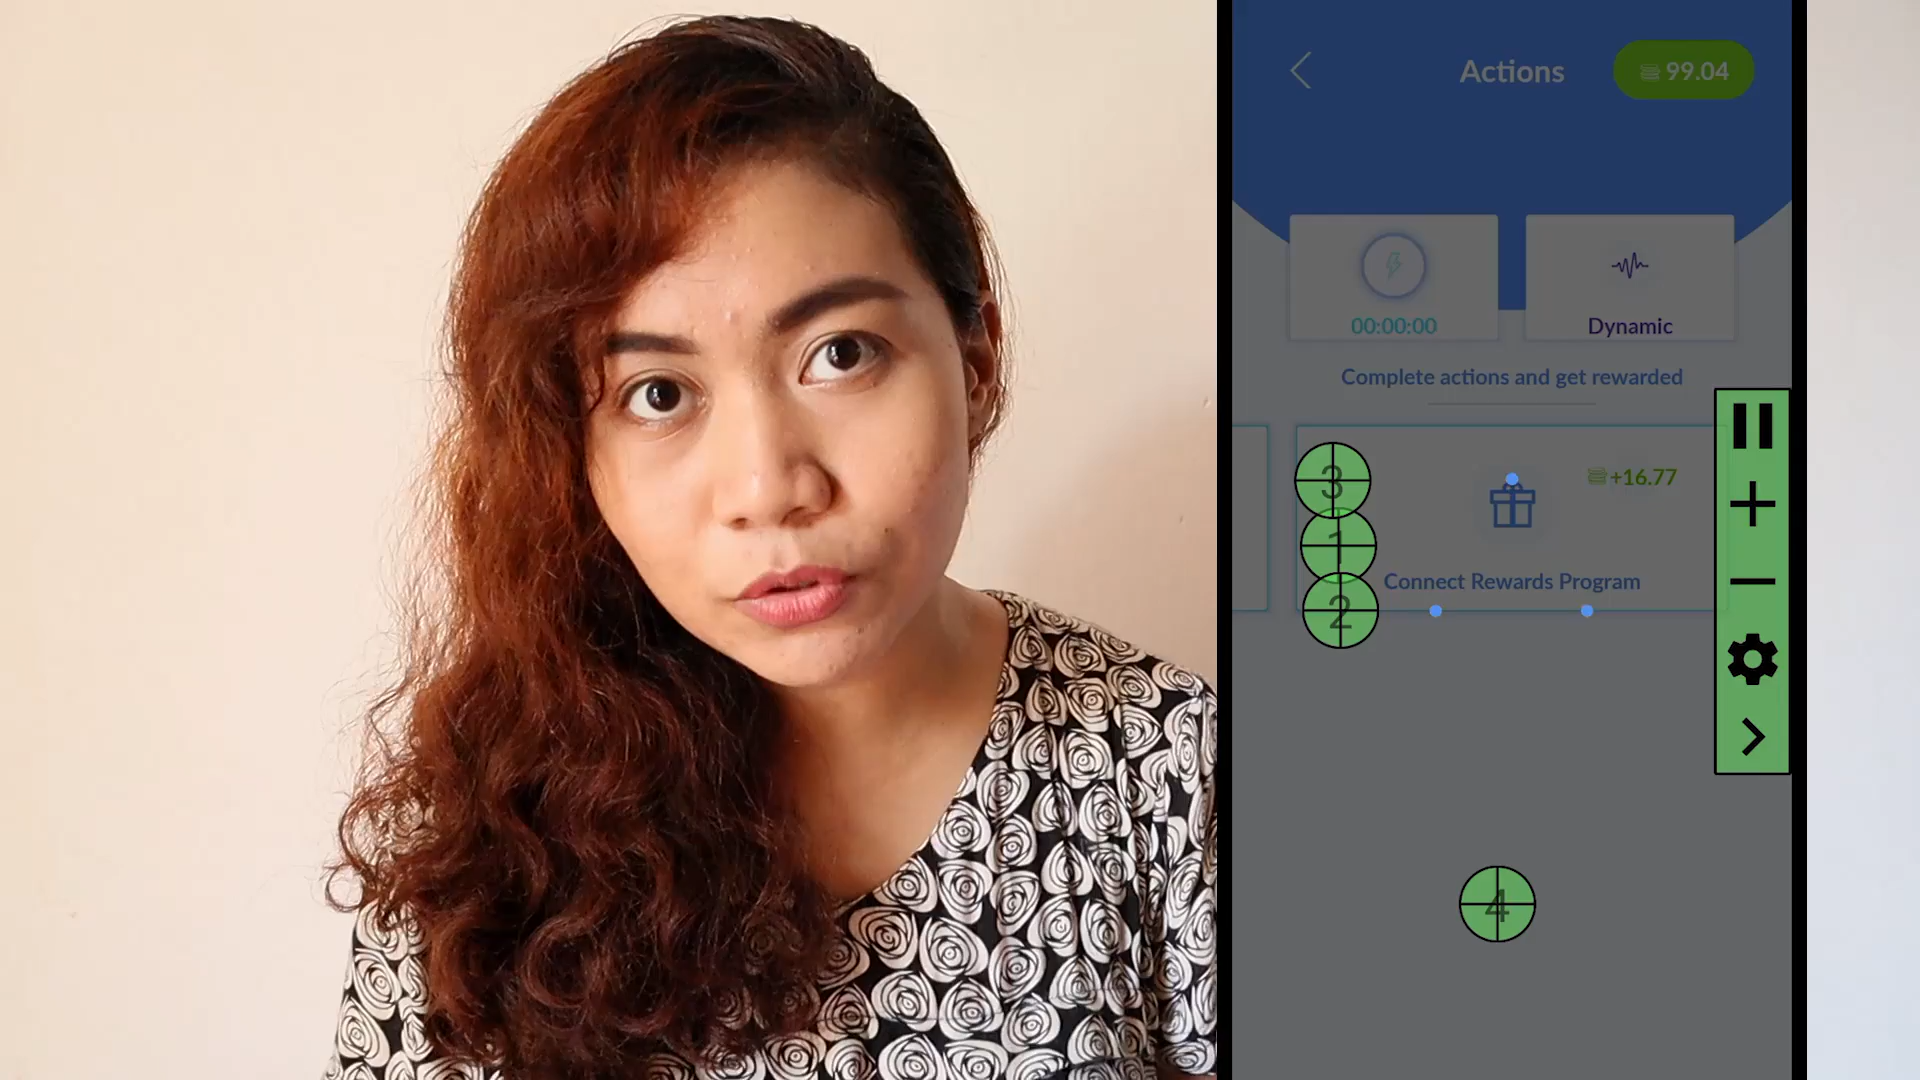 Actions
99.04
00:00:00
Dynamic
Complete actions and get rewarded
+16.77
3
1
Connect Rewards Program
2
4